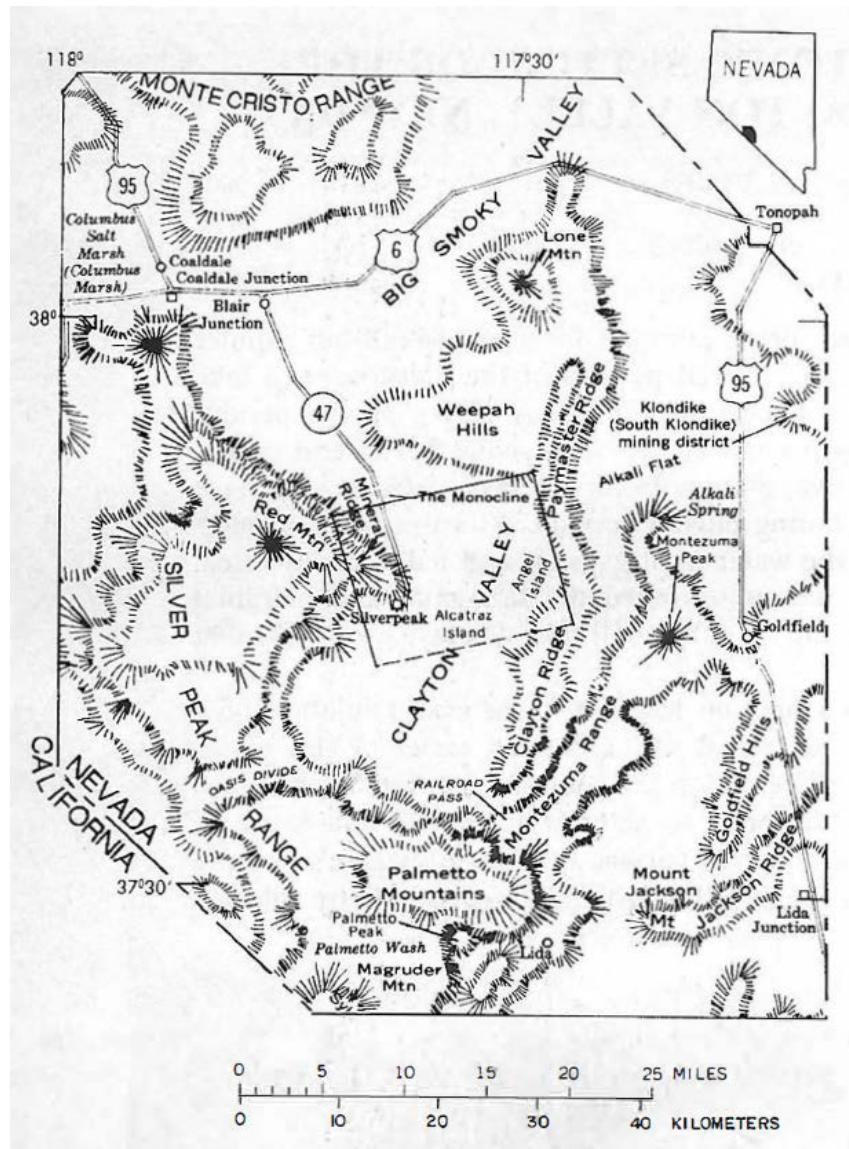 118°
117°30'
NEVADA
MONTE CRISTO RANGE
BIG SMOKY VALLEY
95
6
Tonopah
Columbus
Salt
Marsh
(Columbus
Marsh)
Coaldale
Coaldale Junction
Lone
Mtn
38°
Blair
Junction
95
47
Weepah
Hills
Klondike
(South Klondike)
mining district
Paymaster Ridge
Alkali Flat
Mineral
Ridge
The Monocline
Alkali
Spring
Red Mtn
Montezuma
Peak
SILVER
PEAK
RANGE
Angel
Island
Silverpeak
Alcatraz
Island
CLAYTON VALLEY
Goldfield
Clayton Ridge
Montezuma Range
Goldfield Hills
OASIS DIVIDE
RAILROAD
PASS
NEVADA
CALIFORNIA
37°30'
Palmetto
Mountains
Mount
Jackson
Mt
Jackson Ridge
Lida
Junction
Palmetto
Peak
Palmetto Wash
Lida
Magruder
Mtn
0 5 10 15 20 25 MILES
0 10 20 30 40 KILOMETERS